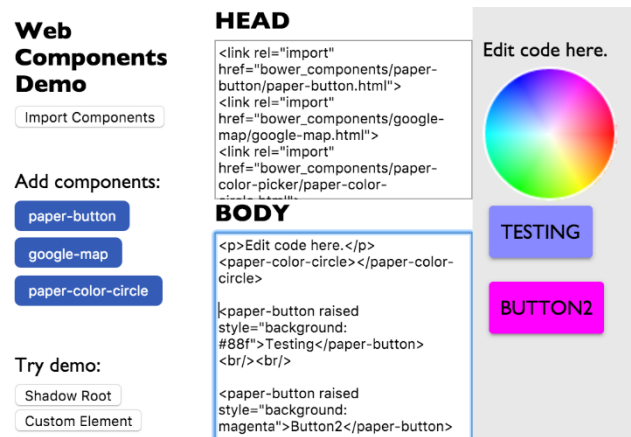 Web
Components
Demo
Import Components
Add components:
paper-button
google-map
paper-color-circle
Try demo:
Shadow Root
Custom Element
HEAD
<link rel="import"
href="bower_components/paper-
button/paper-button.html">
<link rel="import"
href="bower_components/google-
map/google-map.html">
<link rel="import"
href="bower_components/paper-
color-picker/paper-color-
circle.html">
BODY
<p>Edit code here.</p>
<paper-color-circle></paper-color-
circle>
<paper-button raised
style="background:
#88f">Testing</paper-button>
<br/><br/>
<paper-button raised
style="background:
magenta">Button2</paper-button>
Edit code here.
TESTING
BUTTON2